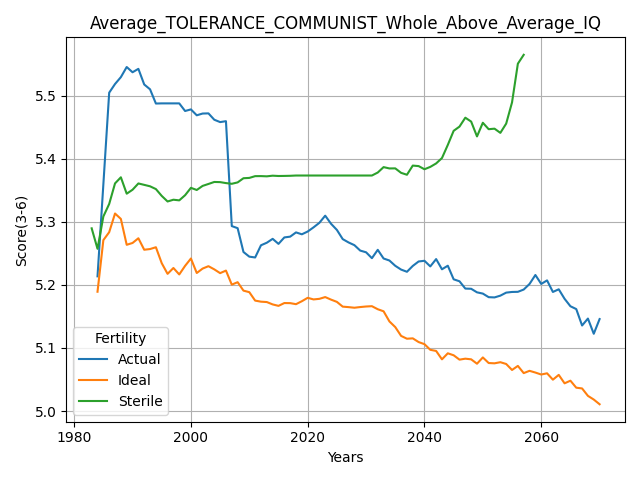 Average_TOLERANCE_COMMUNIST_Whole_Above_Average_IQ
Score(3-6)
5.5
5.4
5.3
5.2
5.1
5.0
Fertility
Actual
Ideal
Sterile
1980
2000
2020
2040
2060
Years